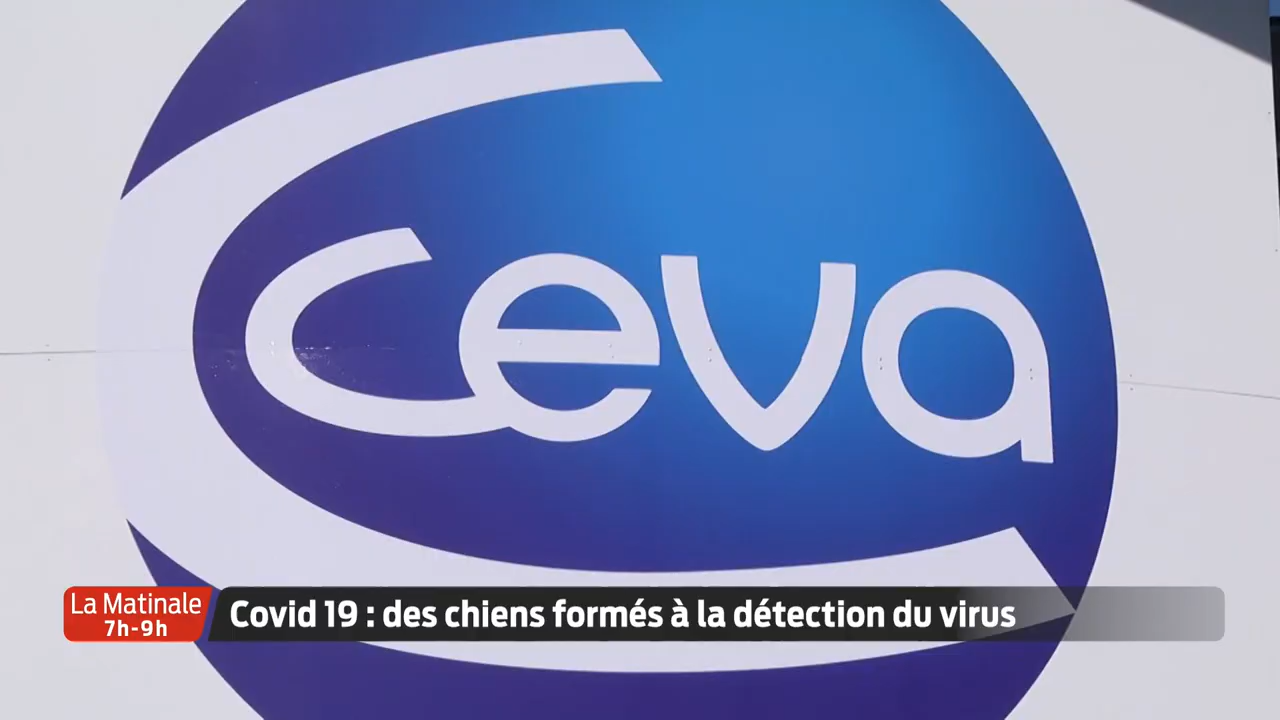 ceva
La Matinale
7h-9h
Covid 19 : des chiens formés à la détection du virus